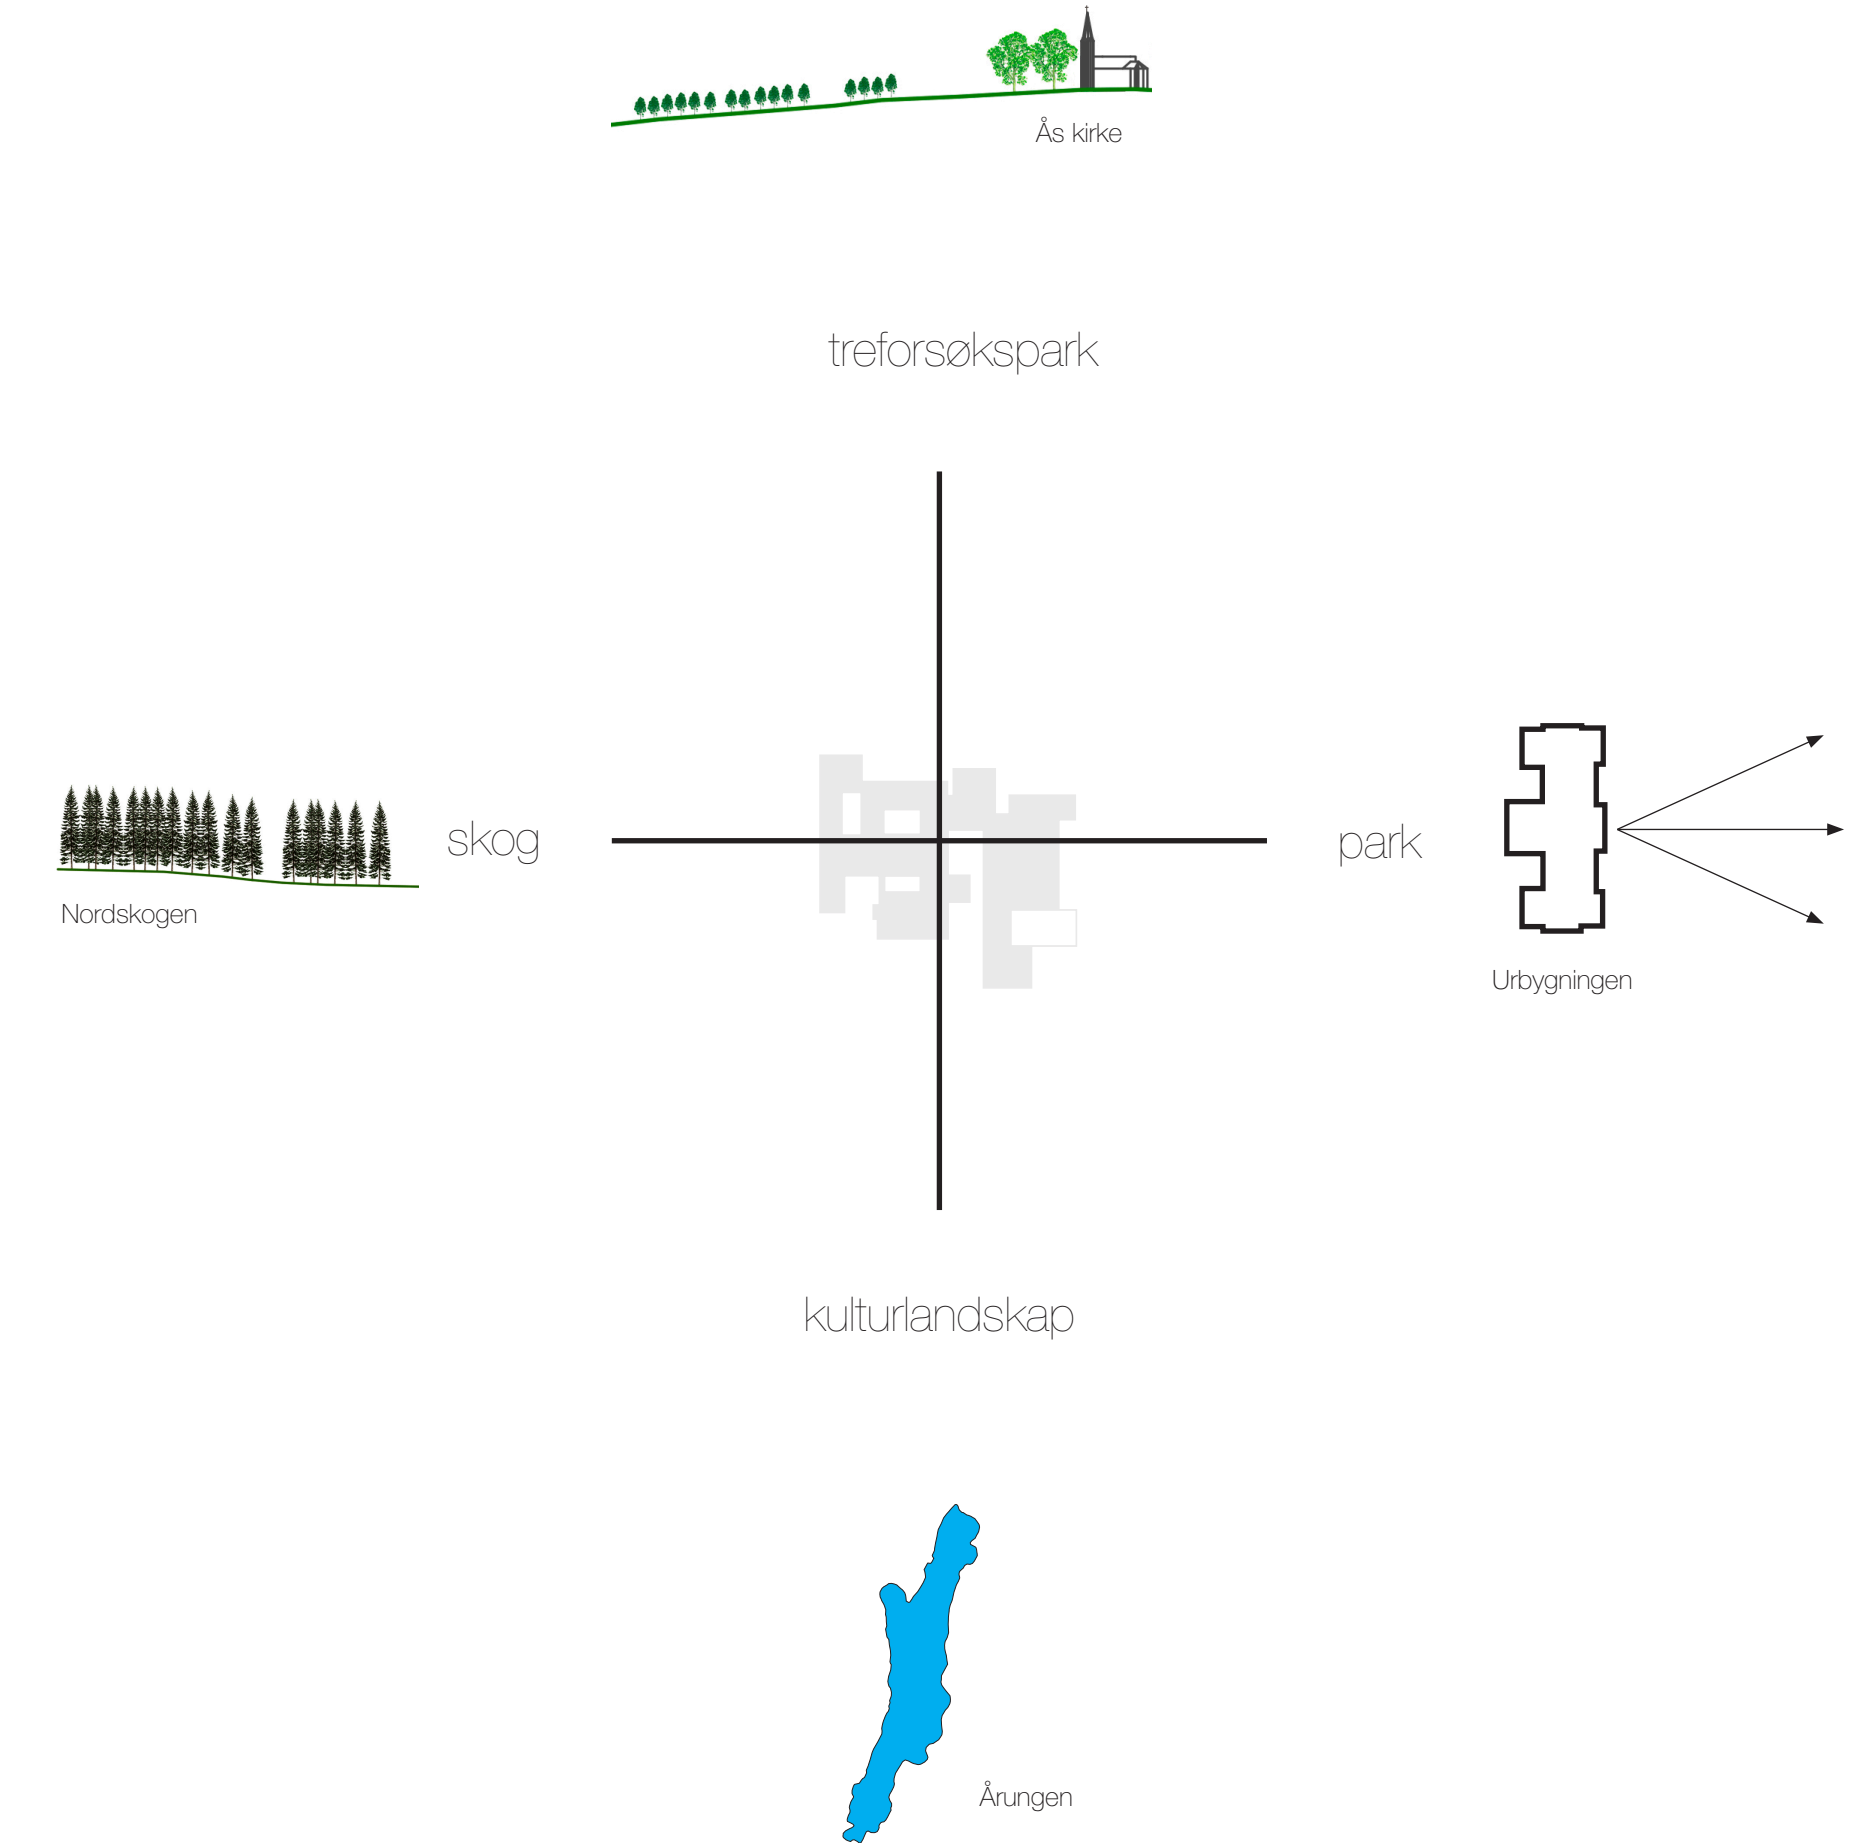 Ås kirke
treforsøkspark
skog
park
Nordskogen
Urbygningen
kulturlandskap
Årungen